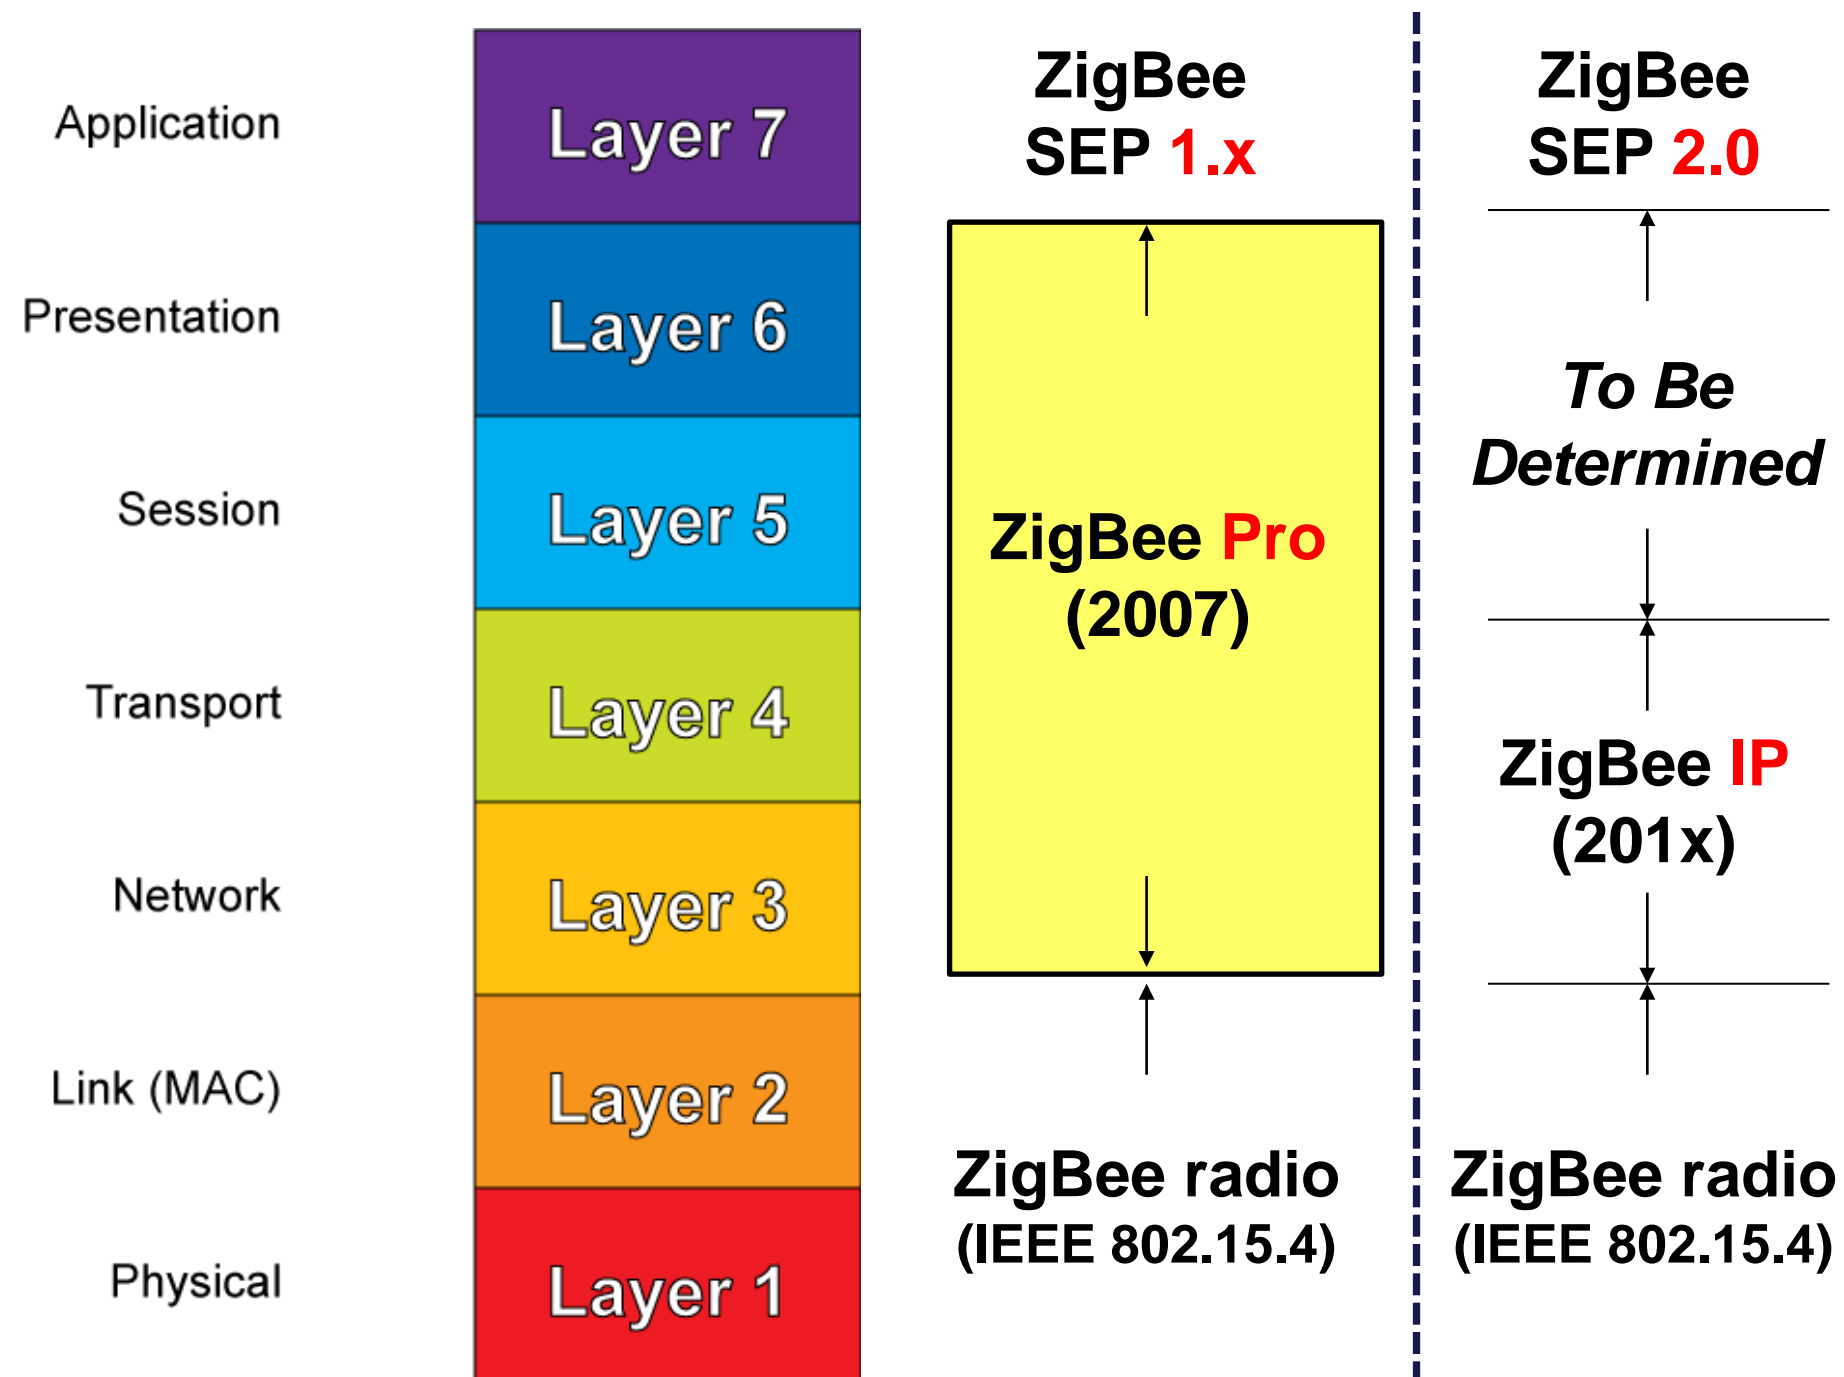 Application
Layer 7
ZigBee
SEP 1.x
ZigBee
SEP 2.0
Presentation
Layer 6
To Be
Determined
Session
Layer 5
ZigBee Pro
(2007)
Transport
Layer 4
ZigBee IP
(201x)
Network
Layer 3
Link (MAC)
Layer 2
ZigBee radio
(IEEE 802.15.4)
ZigBee radio
(IEEE 802.15.4)
Physical
Layer 1